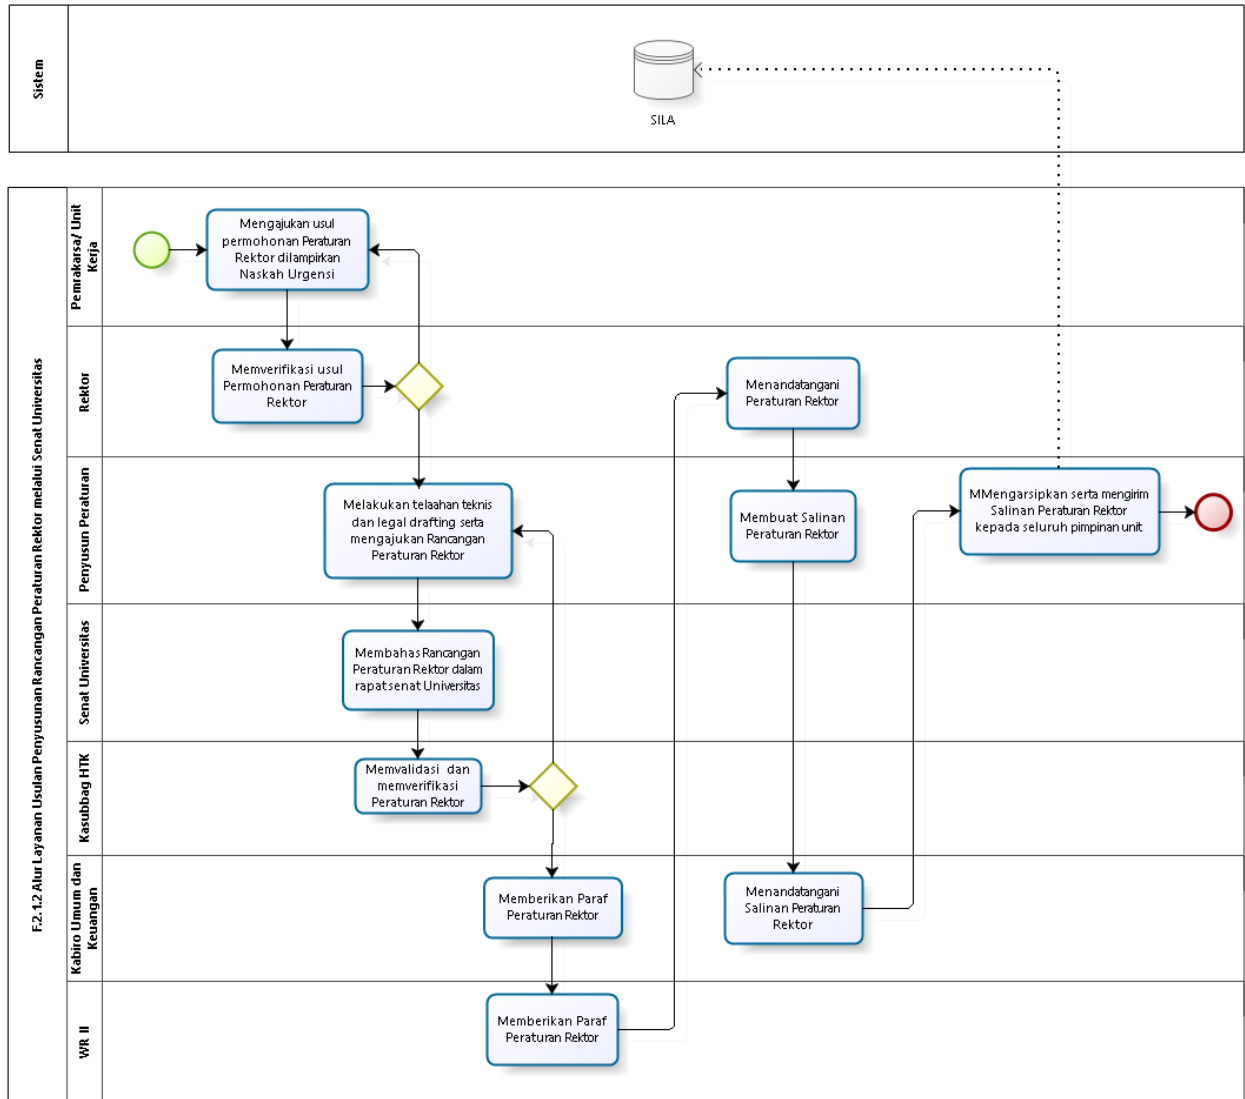 Sistem
SILA
F.2.1.2 Alur Layanan Usulan Penyusunan Rancangan Peraturan Rektor melalui Senat Universitas
Pemrakarsa/ Unit
Kerja
Mengajukan usul
permohonan Peraturan
Rektor dilampirkan
Naskah Urgensi
Rektor
Memverifikasi usul
Permohonan Peraturan
Rektor
Menandatangani
Peraturan Rektor
Penyusun Peraturan
Melakukan telaahan teknis
dan legal drafting serta
mengajukan Rancangan
Peraturan Rektor
Membuat Salinan
Peraturan Rektor
MMengarsipkan serta mengirim
Salinan Peraturan Rektor
kepada seluruh pimpinan unit
Senat Universitas
Membahas Rancangan
Peraturan Rektor dalam
rapat senat Universitas
Kasubbag HTK
Memvalidasi dan
memverifikasi
Peraturan Rektor
Kabiro Umum dan
Keuangan
Memberikan Paraf
Peraturan Rektor
Menandatangani
Salinan Peraturan
Rektor
WR II
Memberikan Paraf
Peraturan Rektor